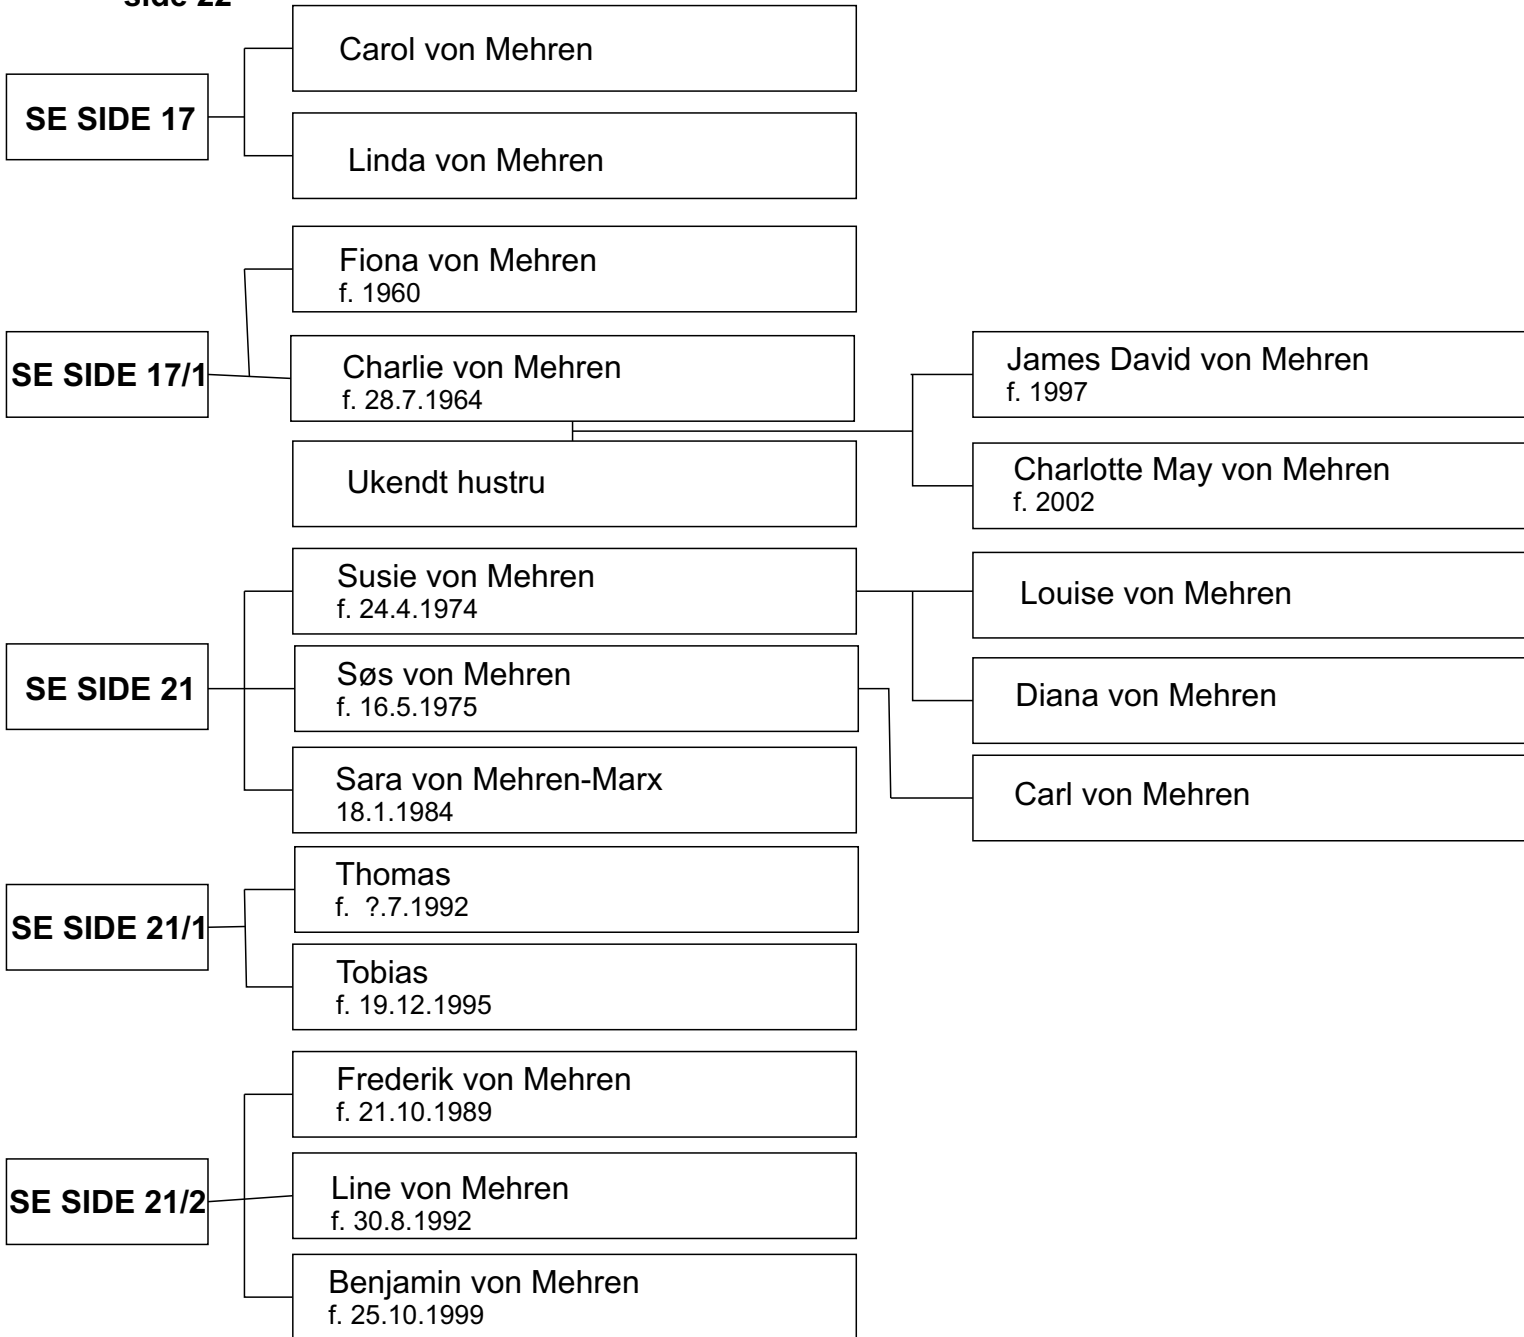 side 22
Carol von Mehren
SE SIDE 17
Linda von Mehren
Fiona von Mehren
f. 1960
SE SIDE 17/1
Charlie von Mehren
f. 28.7.1964
James David von Mehren
f. 1997
Ukendt hustru
Charlotte May von Mehren
f. 2002
Susie von Mehren
f. 24.4.1974
Louise von Mehren
SE SIDE 21
Søs von Mehren
f. 16.5.1975
Diana von Mehren
Sara von Mehren-Marx
18.1.1984
Carl von Mehren
Thomas
f. ?.7.1992
SE SIDE 21/1
Tobias
f. 19.12.1995
Frederik von Mehren
f. 21.10.1989
SE SIDE 21/2
Line von Mehren
f. 30.8.1992
Benjamin von Mehren
f. 25.10.1999